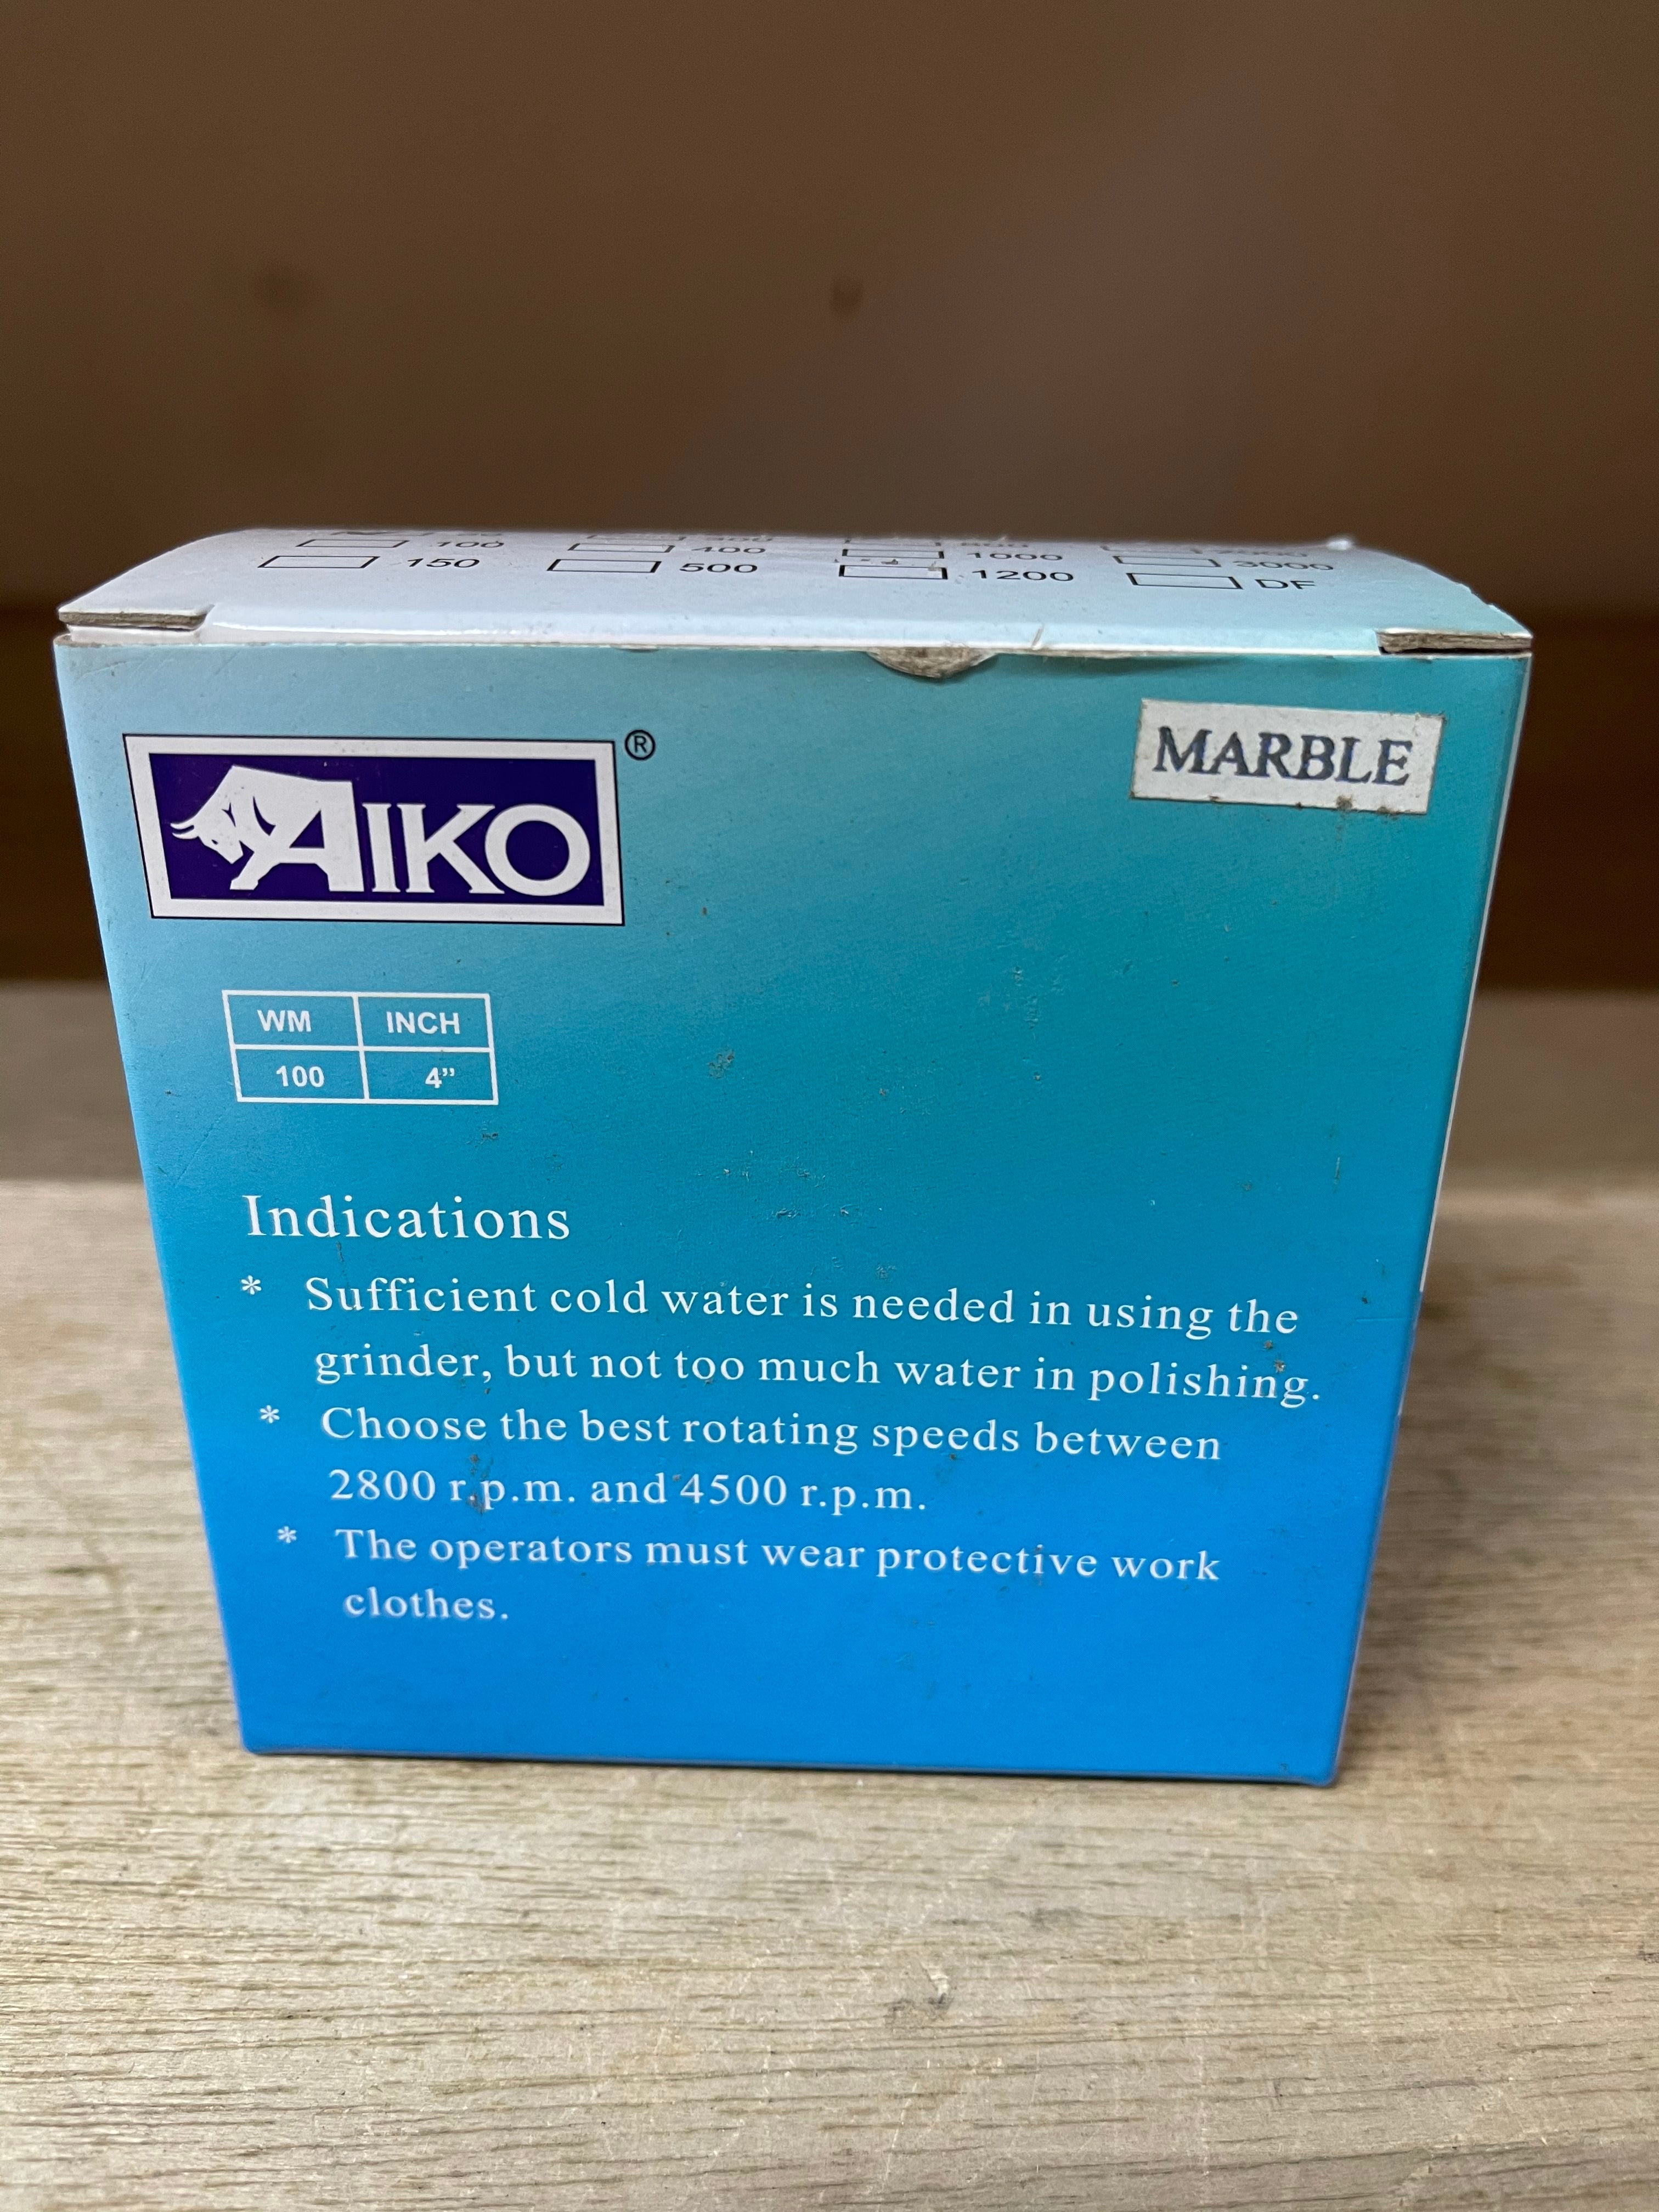 100 400 1000 3000
150 500 1200 DF
AIKO ®
MARBLE
WM INCH
100 4”
Indications
* Sufficient cold water is needed in using the
grinder, but not too much water in polishing.
* Choose the best rotating speeds between
2800 r.p.m. and 4500 r.p.m.
* The operators must wear protective work
clothes.